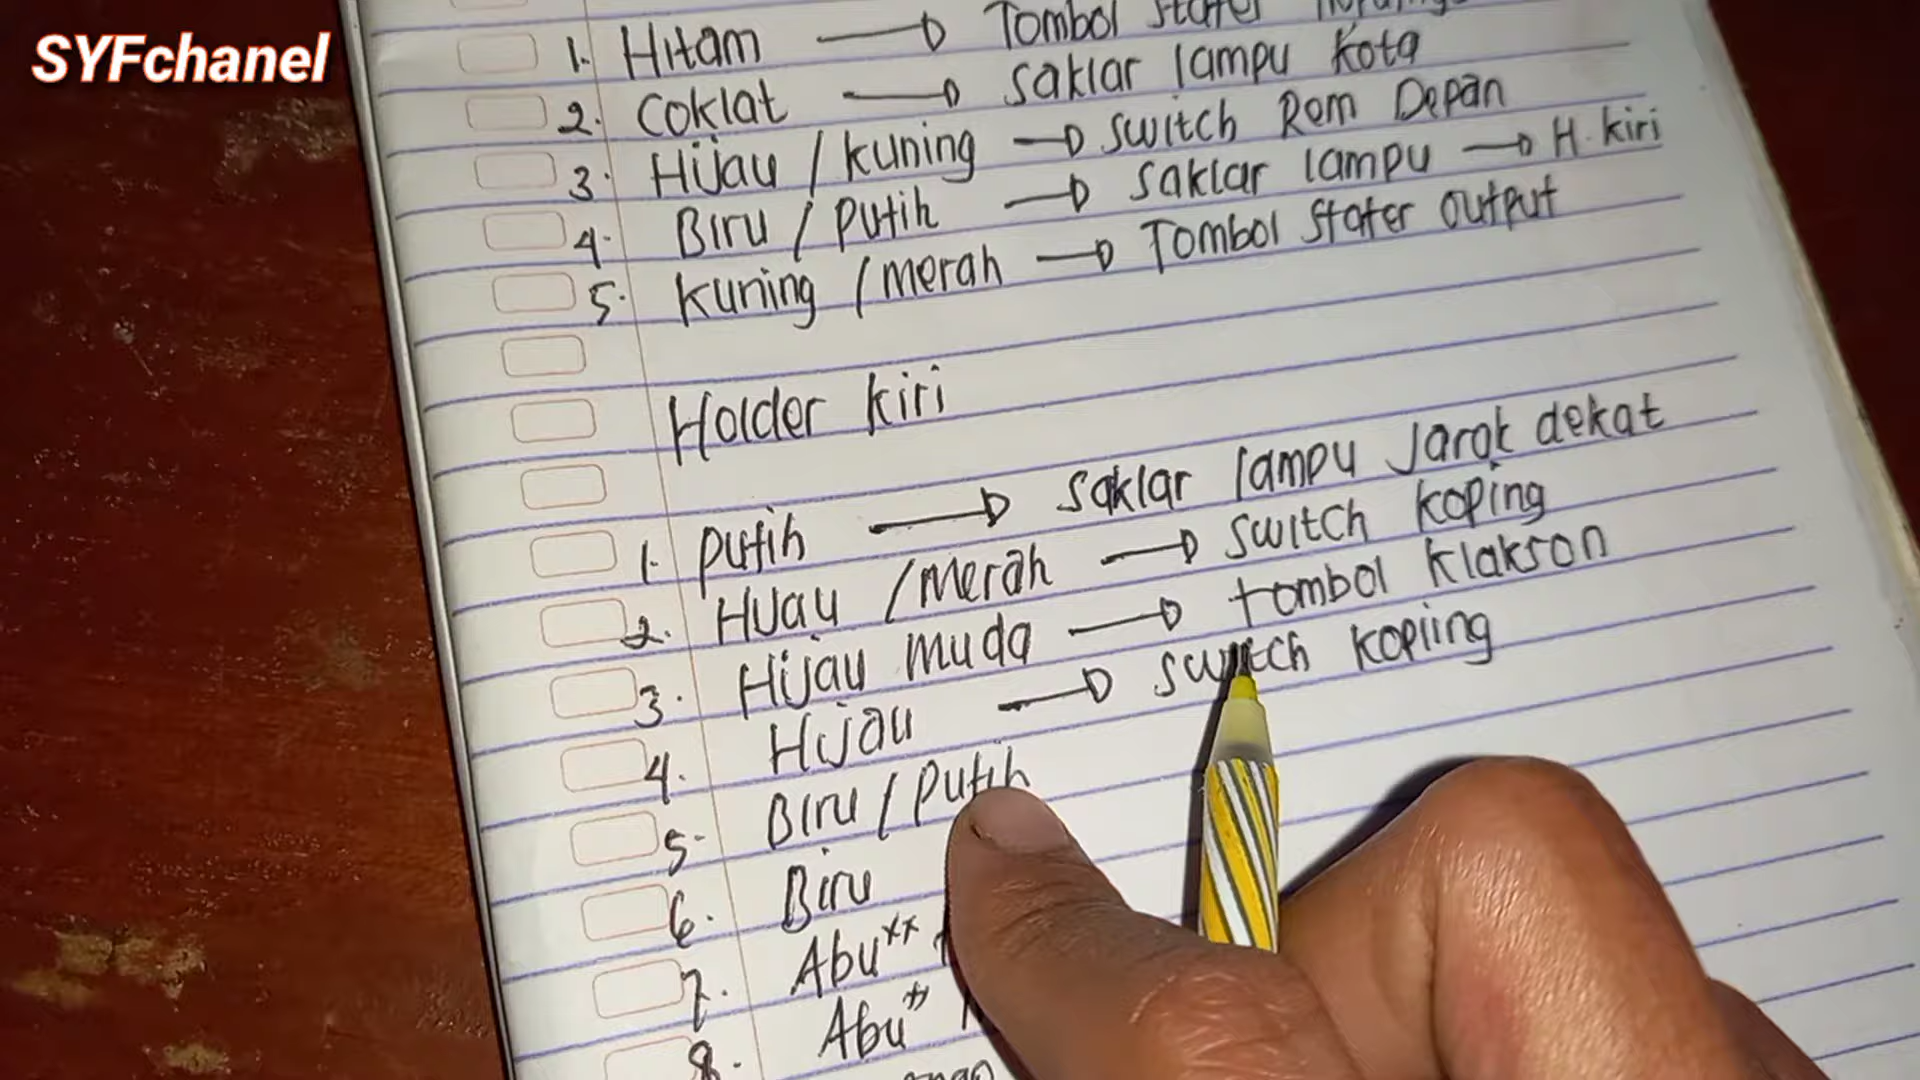 SYFchanel
1. Hitam → Tombol stater
2. Coklat → saklar lampu kota
3. Hijau / kuning → switch Rem Depan
4. Biru / putih → saklar lampu → H. kiri
5. kuning / merah → Tombol stater output
Holder kiri
1. putih → saklar lampu Jarak dekat
2. Hijau / Merah → switch koping
3. Hijau muda → tombol klakson
4. Hijau → switch kopling
5. Biru / putih
6. Biru
7. Abu**
8. Abu*